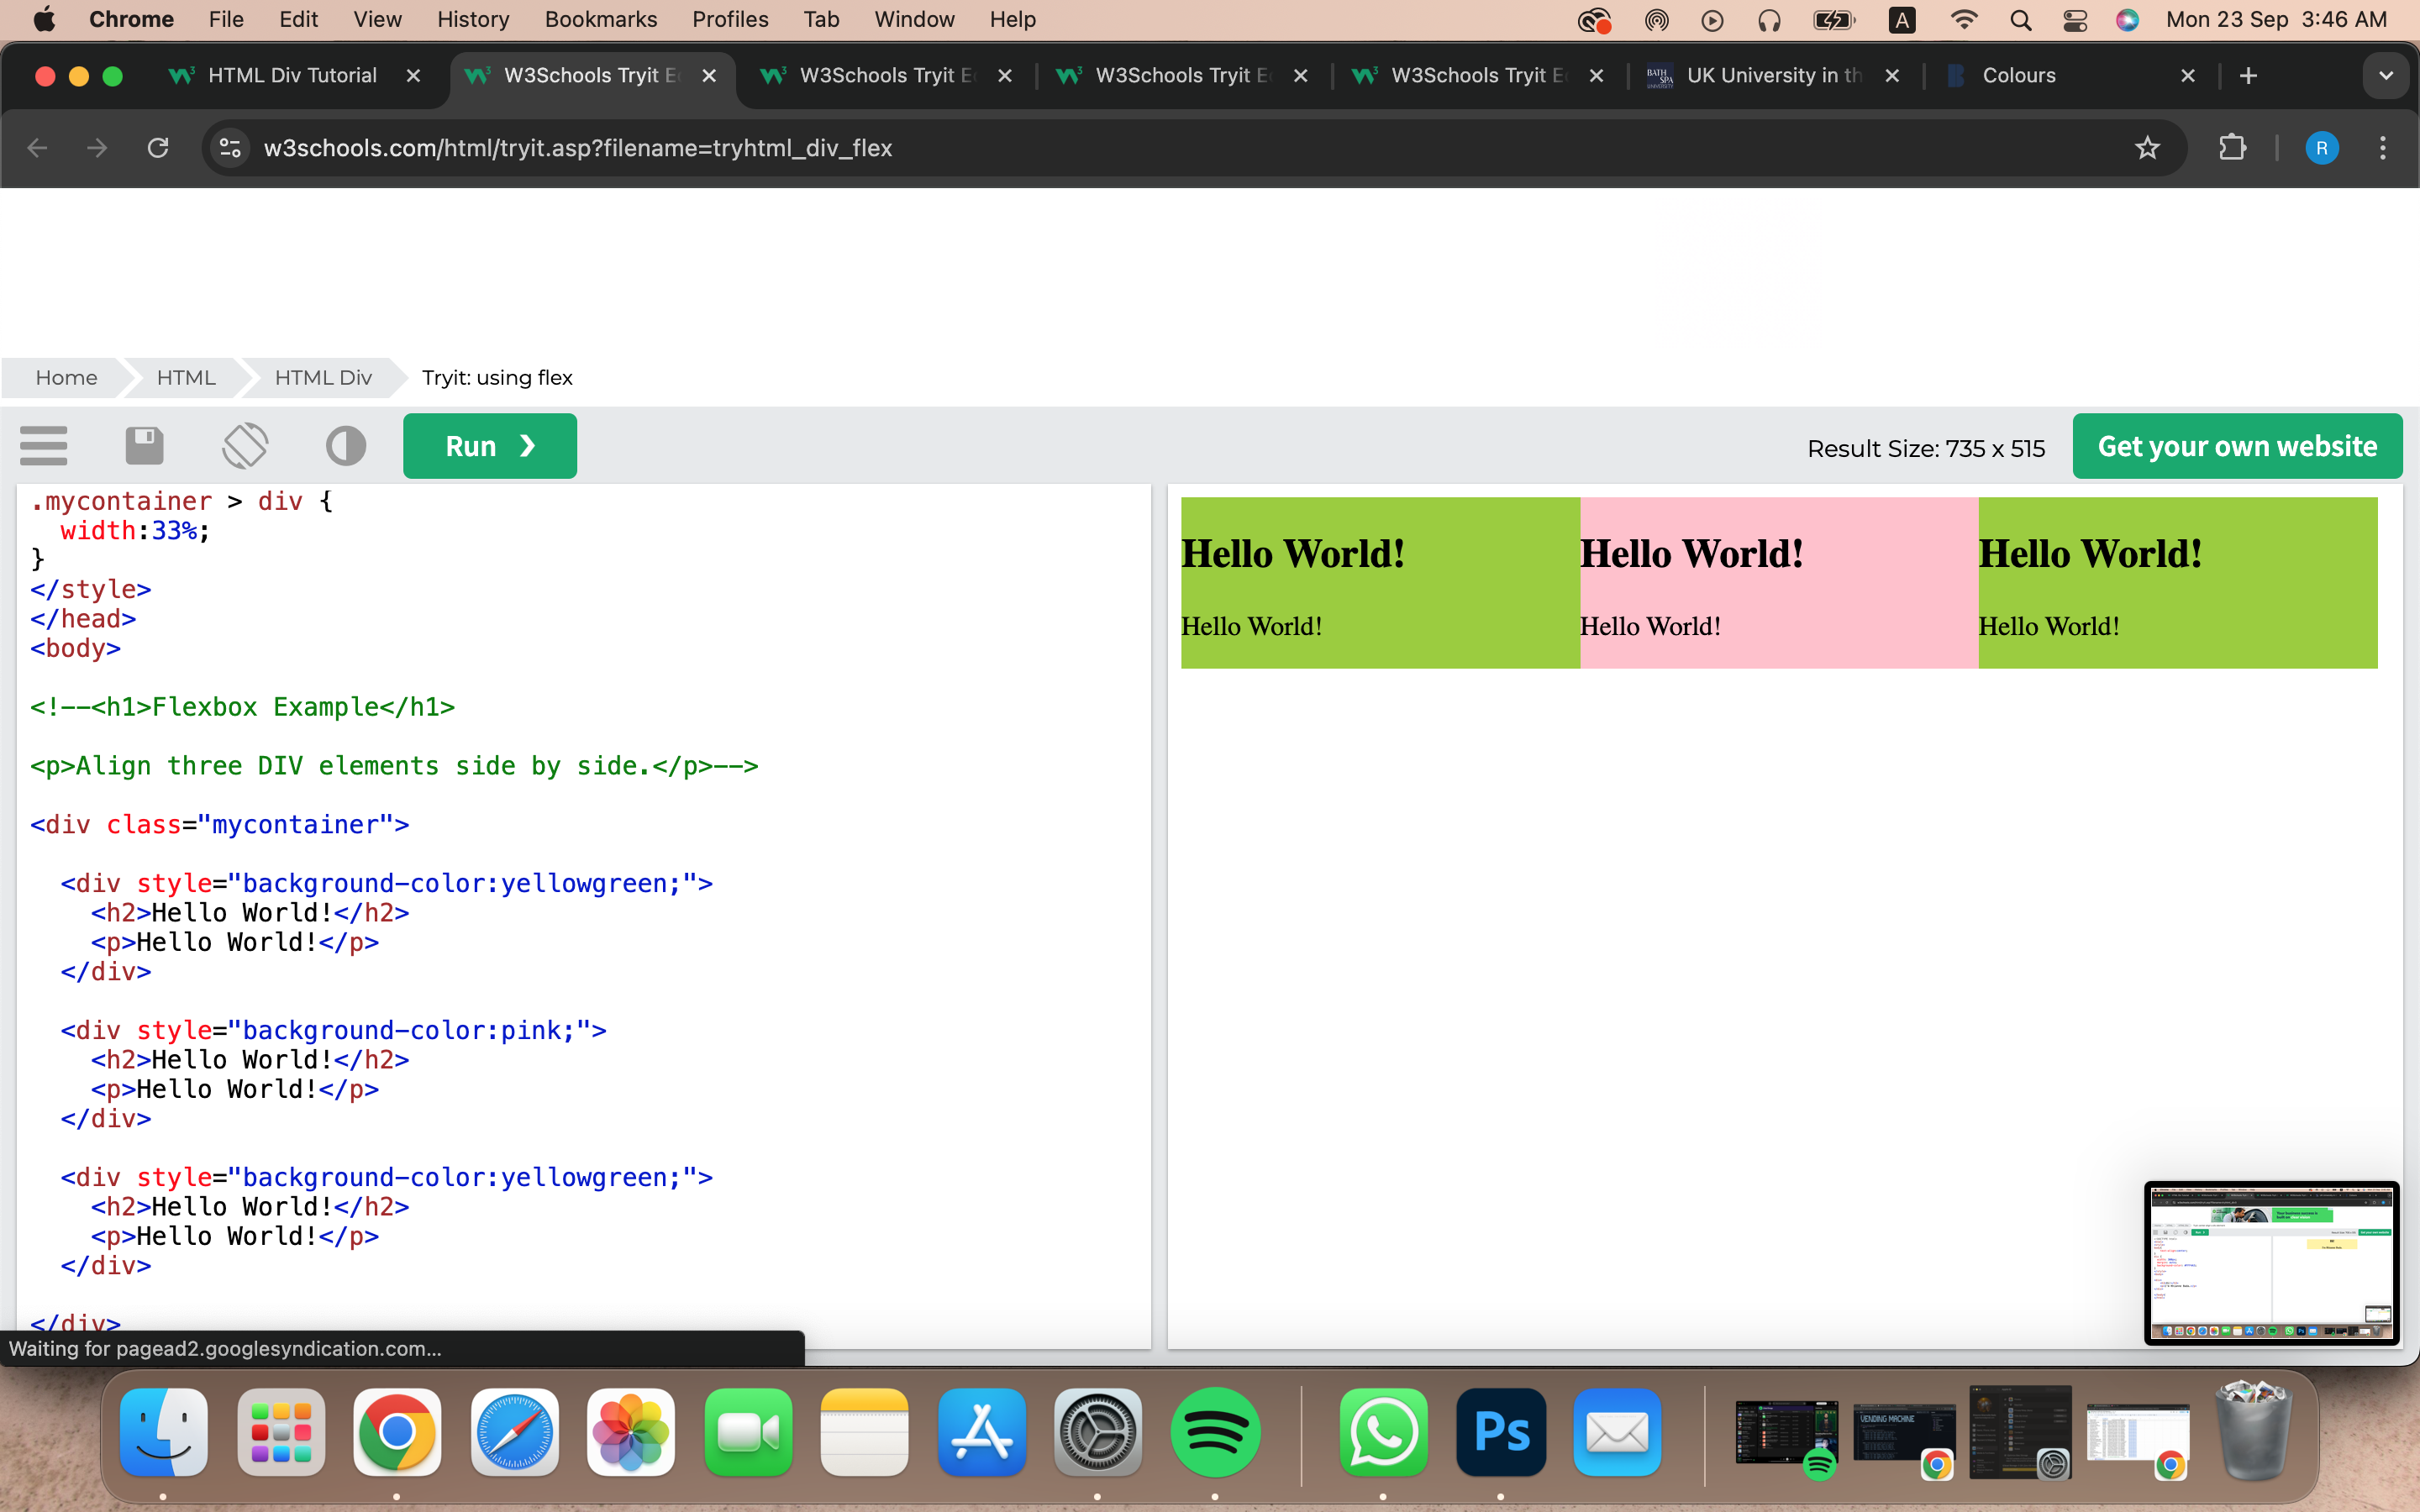 Chrome File Edit View History Bookmarks Profiles Tab Window Help A Mon 23 Sep 3:46 AM
HTML Div Tutorial W3Schools Tryit E W3Schools Tryit E W3Schools Tryit E W3Schools Tryit E BATH SPA UNIVERSITY UK University in th Colours
w3schools.com/html/tryit.asp?filename=tryhtml_div_flex R
Home HTML HTML Div Tryit: using flex
Run ❯ Result Size: 735 x 515 Get your own website
.mycontainer > div {
width:33%;
}
</style>
</head>
<body>
<!--<h1>Flexbox Example</h1>
<p>Align three DIV elements side by side.</p>-->
<div class="mycontainer">
<div style="background-color:yellowgreen;">
<h2>Hello World!</h2>
<p>Hello World!</p>
</div>
<div style="background-color:pink;">
<h2>Hello World!</h2>
<p>Hello World!</p>
</div>
<div style="background-color:yellowgreen;">
<h2>Hello World!</h2>
<p>Hello World!</p>
</div>
</div>
Hello World! Hello World! Hello World!
Hello World! Hello World! Hello World!
Waiting for pagead2.googlesyndication.com...
Ps
VENDING MACHINE